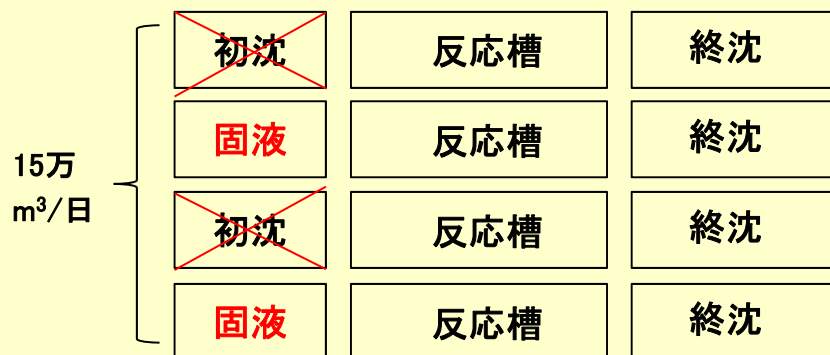 初沈 反応槽 終沈
固液 反応槽 終沈
15万
m³/日
初沈 反応槽 終沈
固液 反応槽 終沈